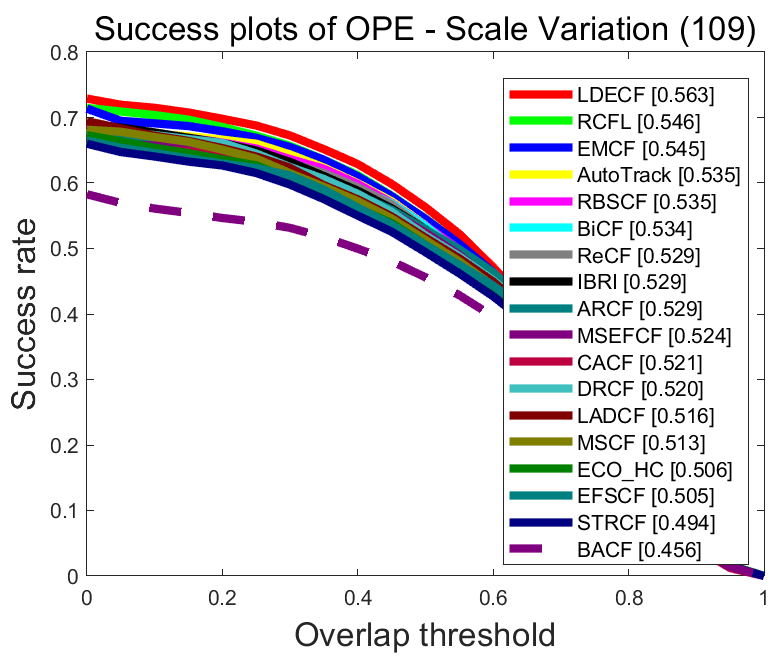 Success plots of OPE - Scale Variation (109)
0.8
0.7
0.6
0.5
0.4
0.3
0.2
0.1
0
Success rate
LDECF [0.563]
RCFL [0.546]
EMCF [0.545]
AutoTrack [0.535]
RBSCF [0.535]
BiCF [0.534]
ReCF [0.529]
IBRI [0.529]
ARCF [0.529]
MSEFCF [0.524]
CACF [0.521]
DRCF [0.520]
LADCF [0.516]
MSCF [0.513]
ECO_HC [0.506]
EFSCF [0.505]
STRCF [0.494]
BACF [0.456]
0 0.2 0.4 0.6 0.8 1
Overlap threshold